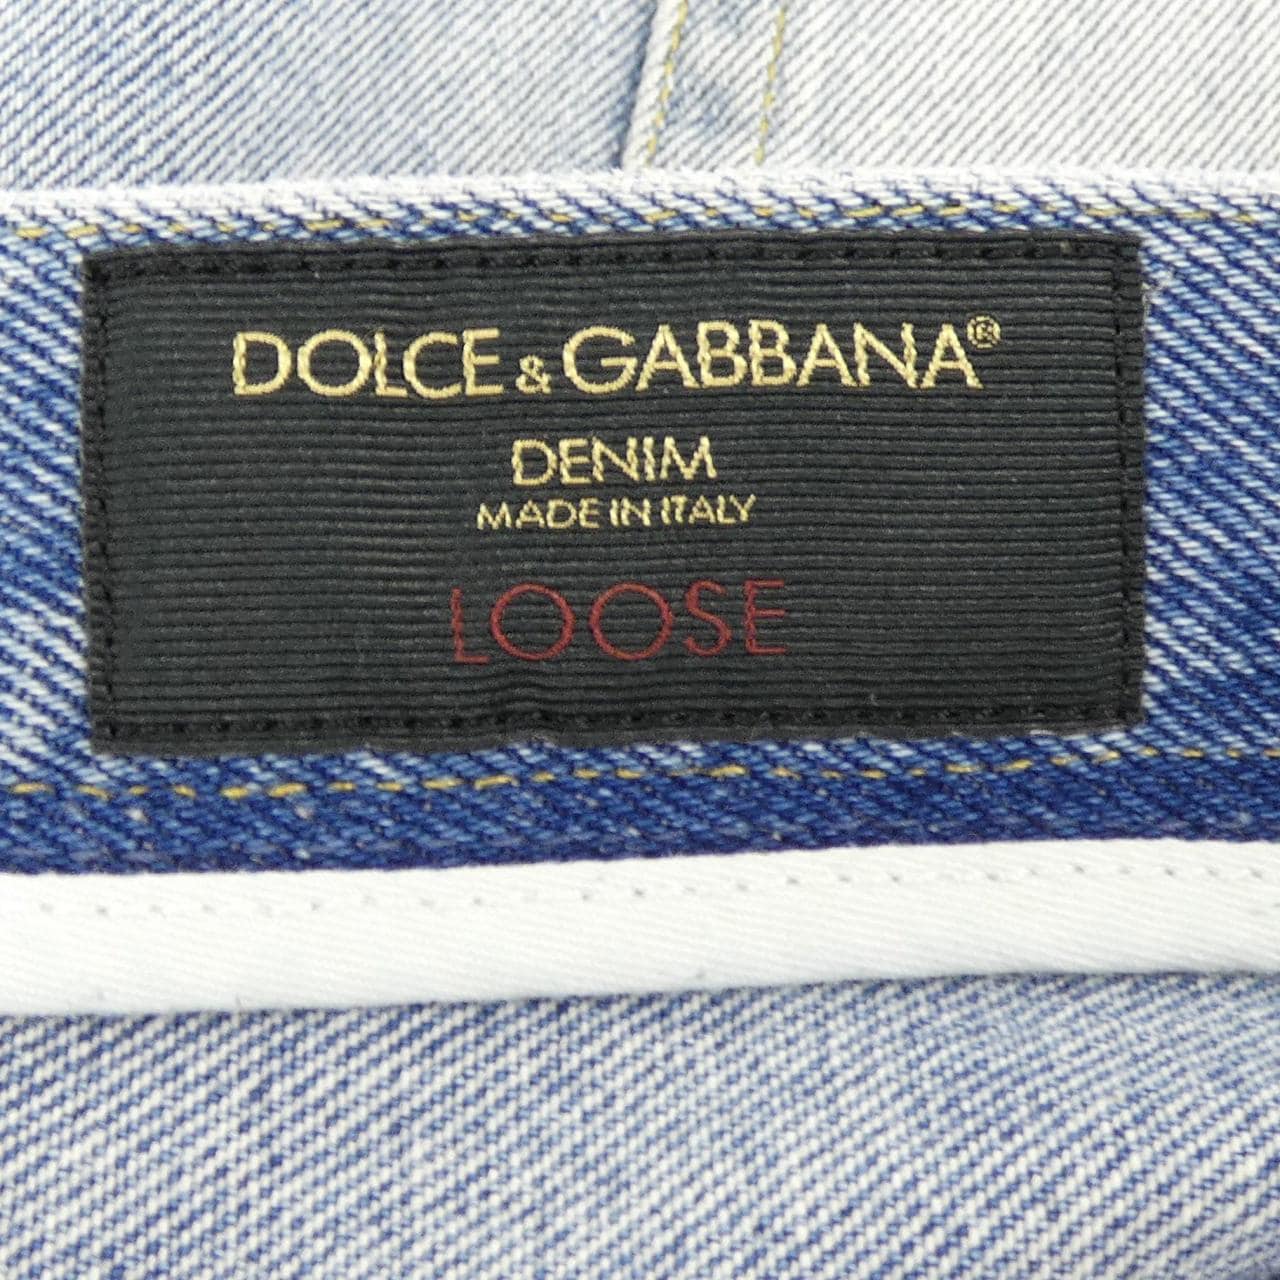 DOLCE & GABBANA®
DENIM
MADE IN ITALY
LOOSE